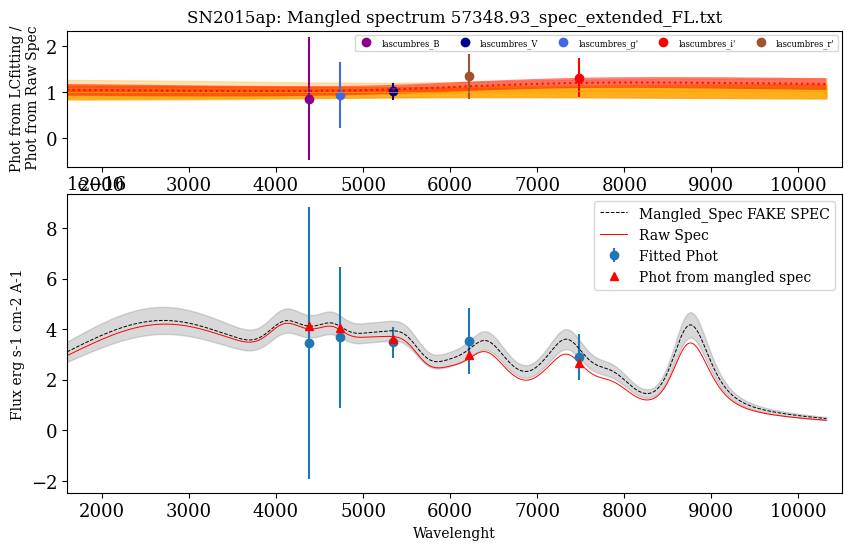 SN2015ap: Mangled spectrum 57348.93_spec_extended_FL.txt
Phot from LCfitting /
Phot from Raw Spec
2
1
0
lascumbres_B
lascumbres_V
lascumbres_g'
lascumbres_i'
lascumbres_r'
2000 3000 4000 5000 6000 7000 8000 9000 10000
1e−16
Flux erg s-1 cm-2 A-1
8
6
4
2
0
−2
Mangled_Spec FAKE SPEC
Raw Spec
Fitted Phot
Phot from mangled spec
2000 3000 4000 5000 6000 7000 8000 9000 10000
Wavelenght